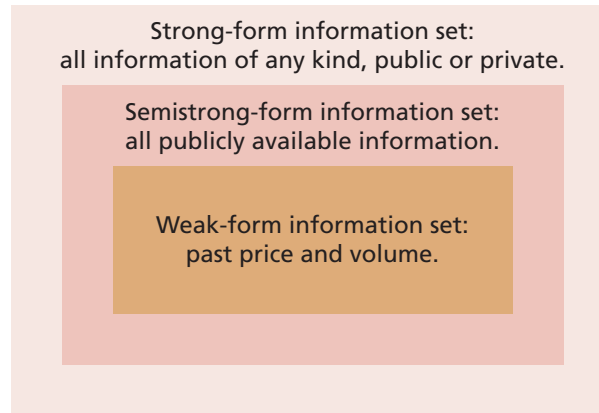 Strong-form information set:
all information of any kind, public or private.
Semistrong-form information set:
all publicly available information.
Weak-form information set:
past price and volume.